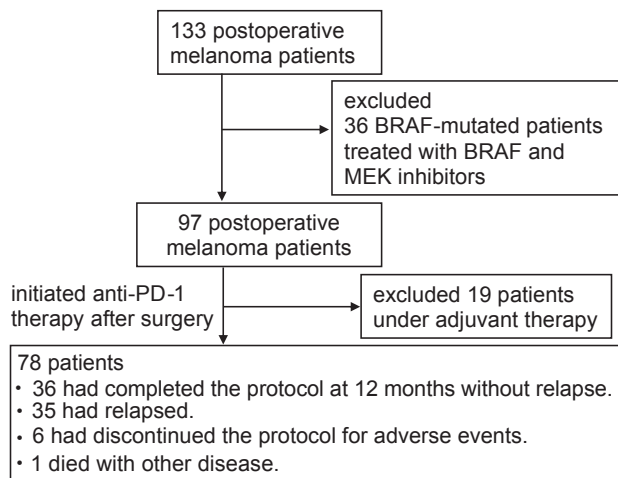 133 postoperative
melanoma patients
excluded
36 BRAF-mutated patients
treated with BRAF and
MEK inhibitors
97 postoperative
melanoma patients
initiated anti-PD-1
therapy after surgery
excluded 19 patients
under adjuvant therapy
78 patients
・36 had completed the protocol at 12 months without relapse.
・35 had relapsed.
・6 had discontinued the protocol for adverse events.
・1 died with other disease.